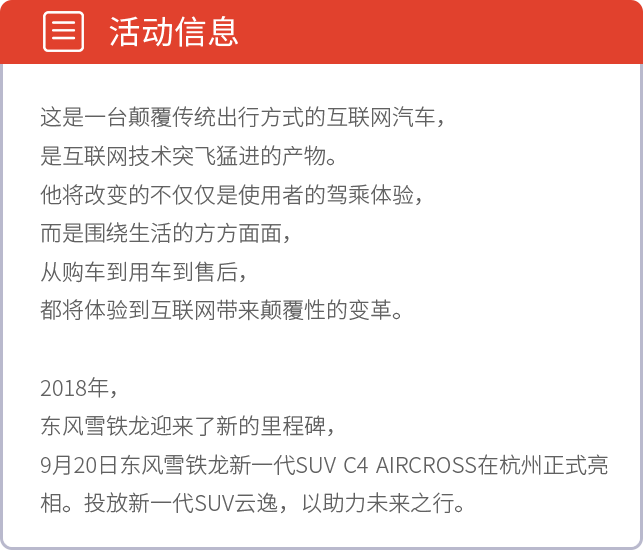 活动信息
这是一台颠覆传统出行方式的互联网汽车，
是互联网技术突飞猛进的产物。
他将改变的不仅仅是使用者的驾乘体验，
而是围绕生活的方方面面，
从购车到用车到售后，
都将体验到互联网带来颠覆性的变革。
2018年，
东风雪铁龙迎来了新的里程碑，
9月20日东风雪铁龙新一代SUV C4 AIRCROSS在杭州正式亮
相。投放新一代SUV云逸，以助力未来之行。